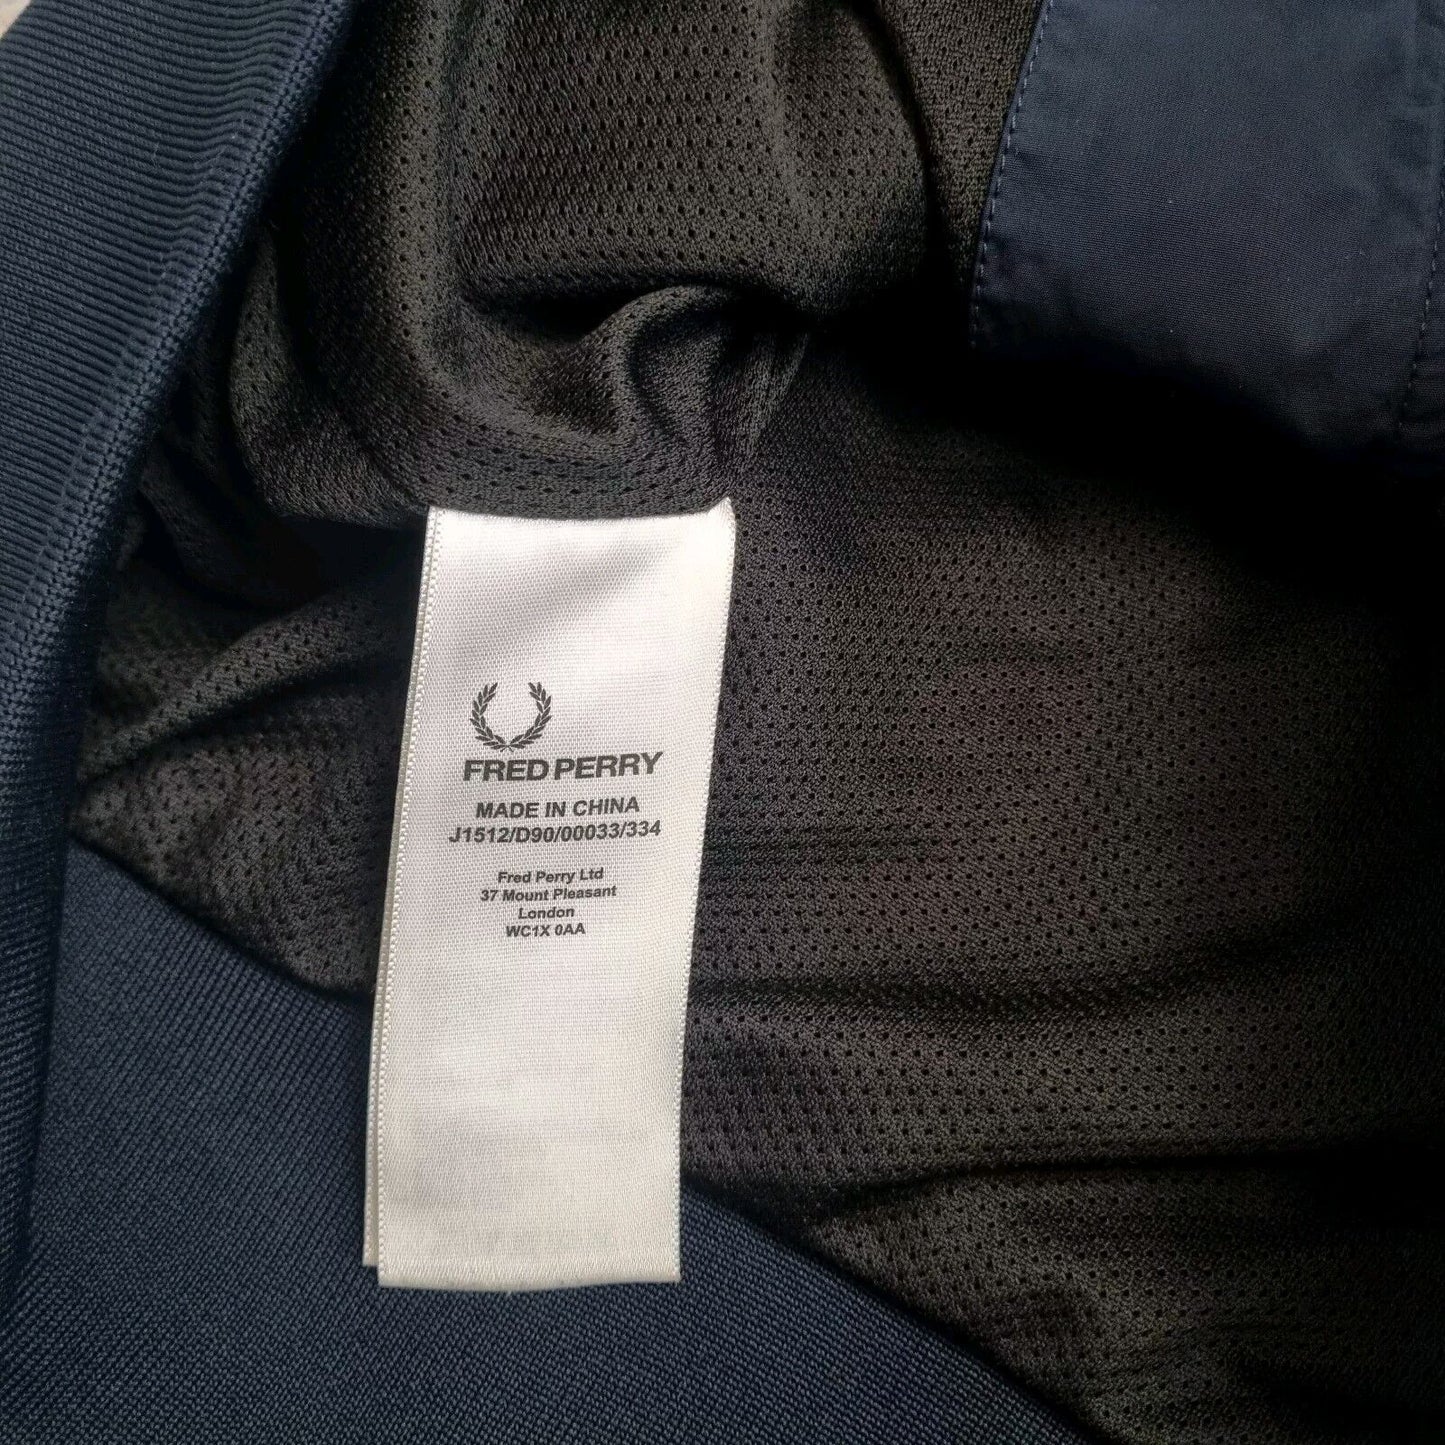 FRED PERRY
MADE IN CHINA
J1512/D90/00033/334
Fred Perry Ltd
37 Mount Pleasant
London
WC1X 0AA